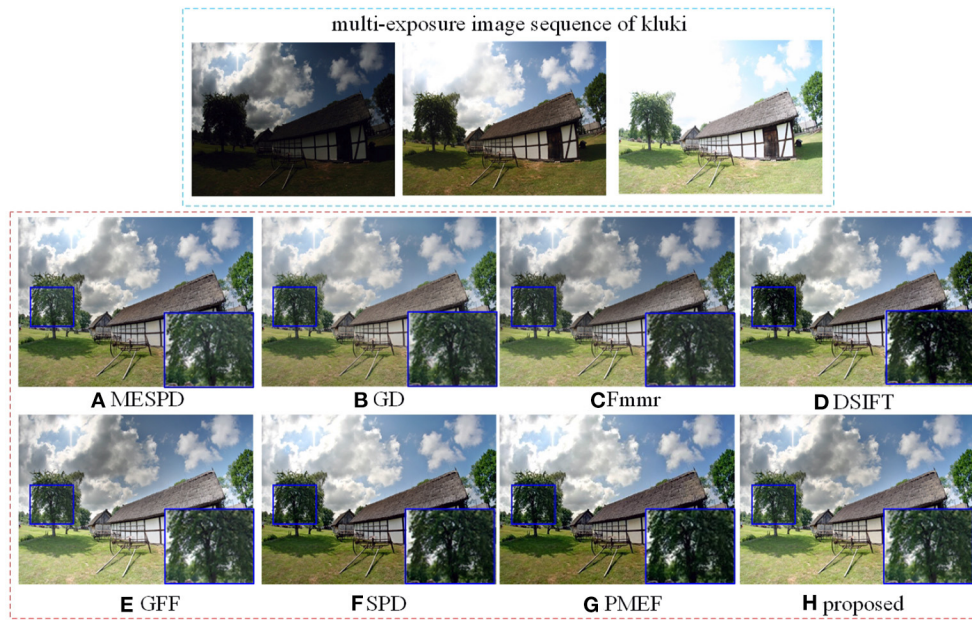 multi-exposure image sequence of kluki
A MESPD
B GD
CFmmr
D DSIFT
E GFF
F SPD
G PMEF
H proposed